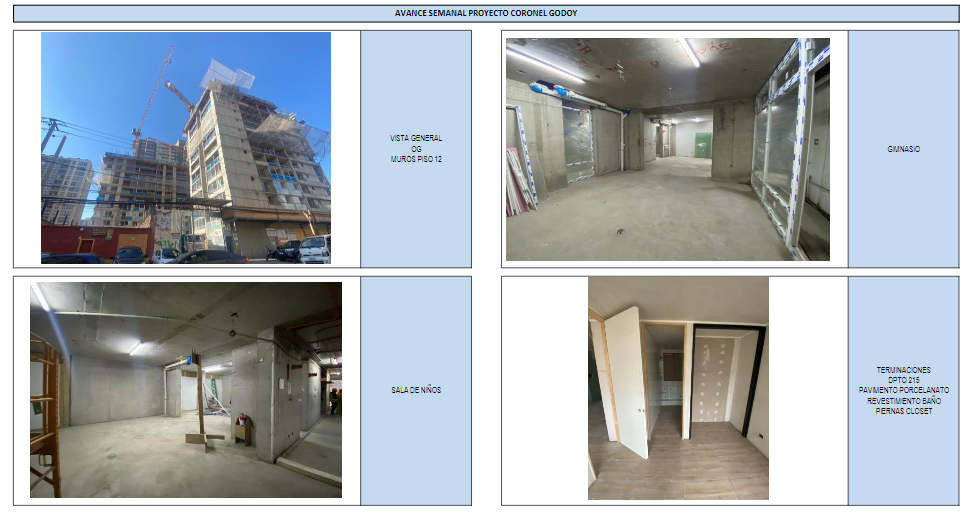 AVANCE SEMANAL PROYECTO CORONEL GODOY
VISTA GENERAL
OG
MUROS PISO 12
GIMNASIO
SALA DE NIÑOS
TERMINACIONES
DPTO 215
PAVIMENTO PORCELANATO
REVESTIMIENTO BAÑO
PIERNAS CLOSET